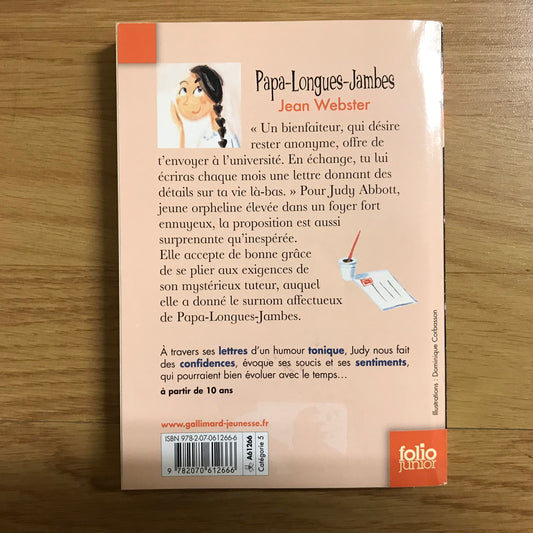 Papa-Longues-Jambes
Jean Webster
« Un bienfaiteur, qui désire
rester anonyme, offre de
t'envoyer à l'université. En échange, tu lui
écriras chaque mois une lettre donnant des
détails sur ta vie là-bas. » Pour Judy Abbott,
jeune orpheline élevée dans un foyer fort
ennuyeux, la proposition est aussi
surprenante qu'inespérée.
Elle accepte de bonne grâce
de se plier aux exigences de
son mystérieux tuteur, auquel
elle a donné le surnom affectueux
de Papa-Longues-Jambes.
À travers ses lettres d'un humour tonique, Judy nous fait
des confidences, évoque ses soucis et ses sentiments,
qui pourraient bien évoluer avec le temps...
à partir de 10 ans
Illustrations : Dominique Corbasson
www.gallimard-jeunesse.fr
ISBN 978-2-07-061266-6
9 782070 612666
A61266
Catégorie 5
folio
junior